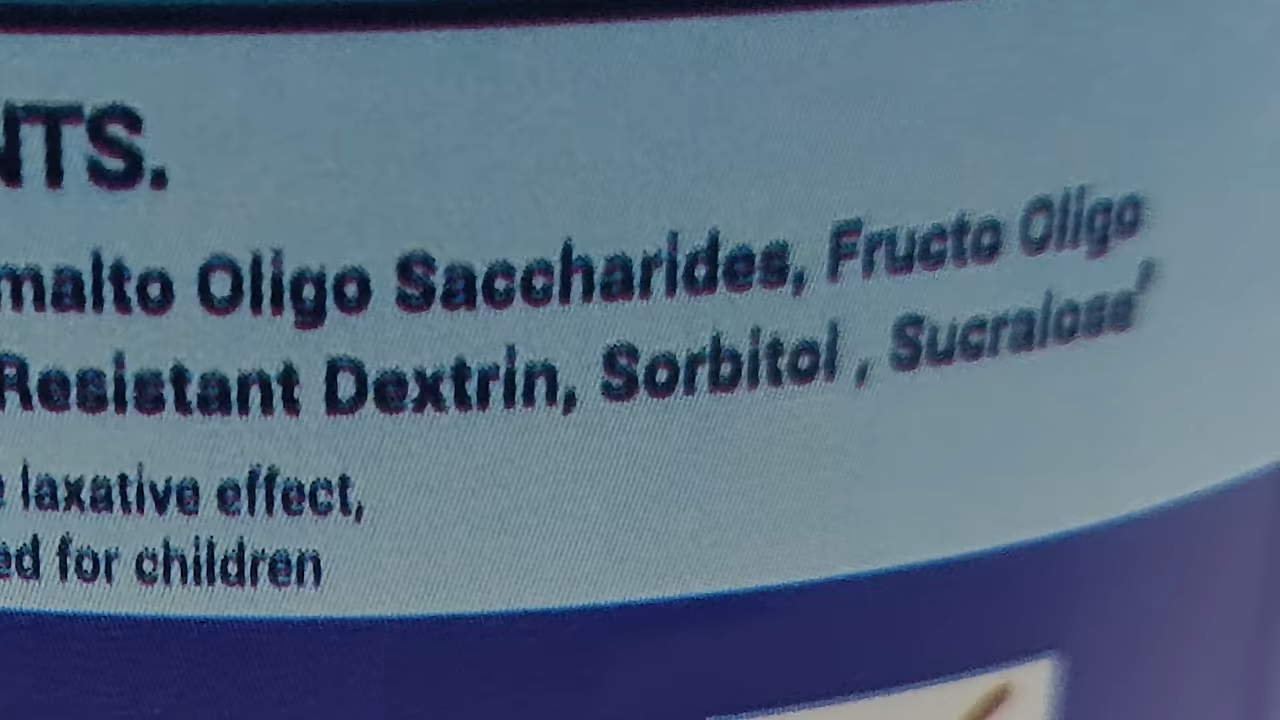 NTS.
malto Oligo Saccharides, Fructo Oligo
Resistant Dextrin, Sorbitol , Sucralose
laxative effect,
ed for children